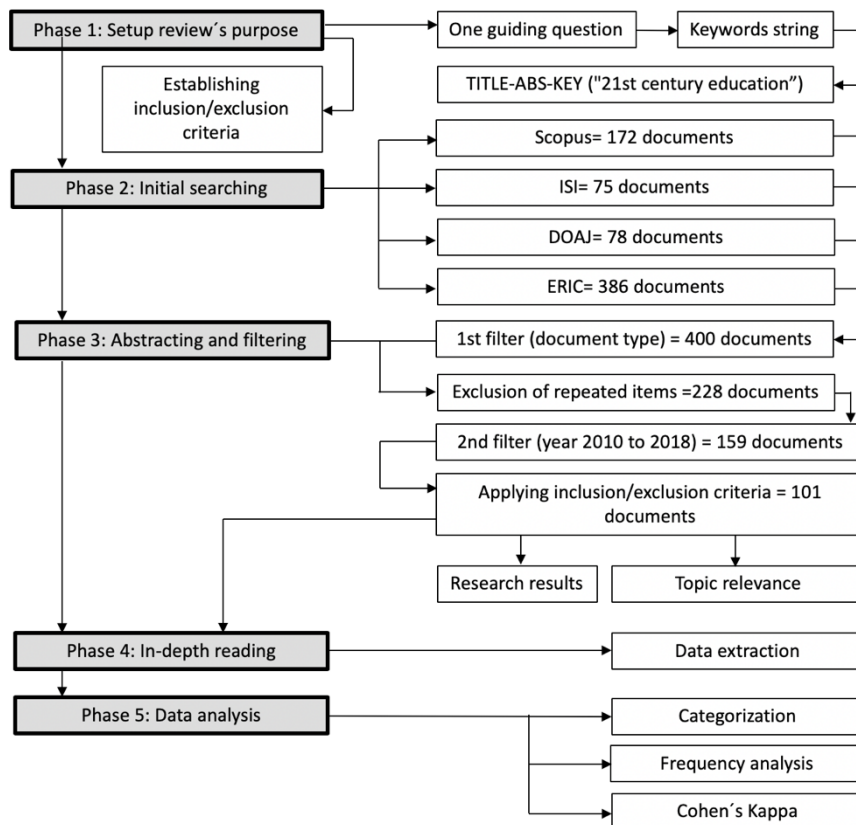 Phase 1: Setup review´s purpose
One guiding question
Keywords string
Establishing
inclusion/exclusion
criteria
TITLE-ABS-KEY ("21st century education”)
Scopus= 172 documents
Phase 2: Initial searching
ISI= 75 documents
DOAJ= 78 documents
ERIC= 386 documents
Phase 3: Abstracting and filtering
1st filter (document type) = 400 documents
Exclusion of repeated items =228 documents
2nd filter (year 2010 to 2018) = 159 documents
Applying inclusion/exclusion criteria = 101
documents
Research results
Topic relevance
Phase 4: In-depth reading
Data extraction
Phase 5: Data analysis
Categorization
Frequency analysis
Cohen´s Kappa